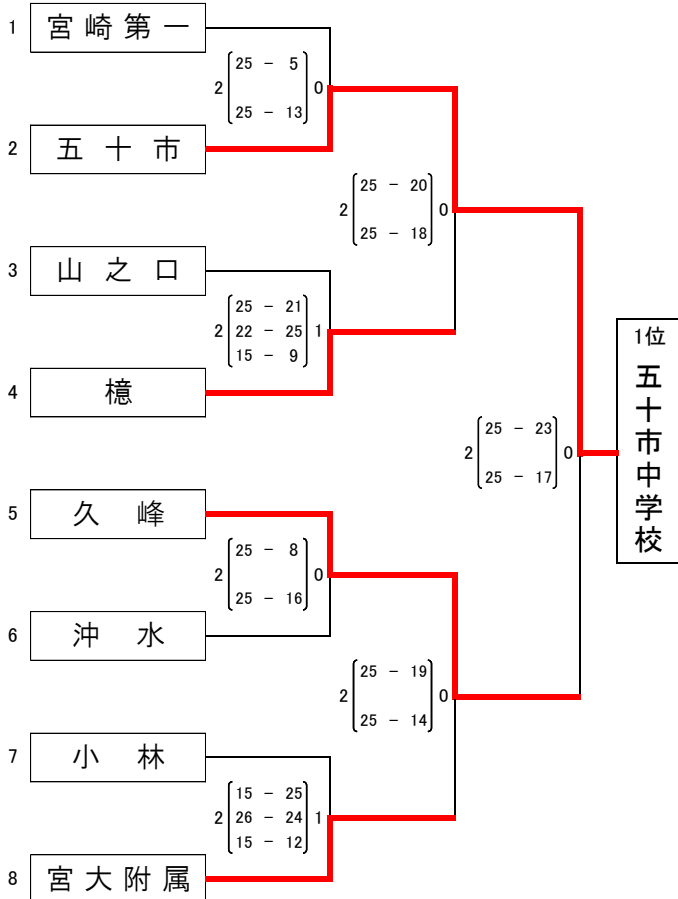 1 宮崎第一
2 25 - 5 0
25 - 13
2 五十市
2 25 - 20 0
25 - 18
3 山之口
25 - 21
2 22 - 25 1
15 - 9
4 檍
1位
五十市中学校
2 25 - 23 0
25 - 17
5 久峰
2 25 - 8 0
25 - 16
6 沖水
2 25 - 19 0
25 - 14
7 小林
15 - 25
2 26 - 24 1
15 - 12
8 宮大附属